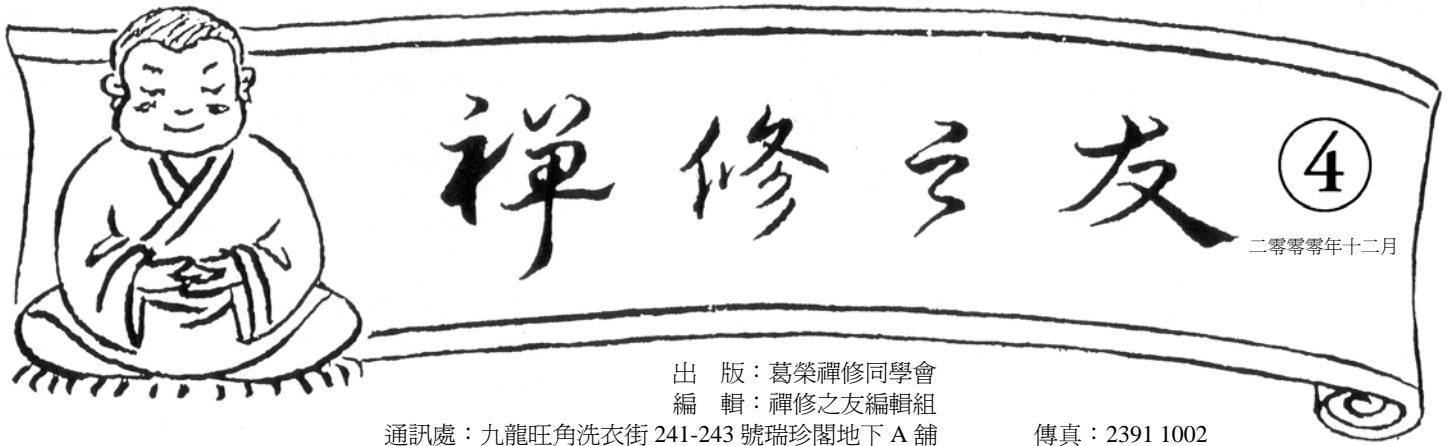 禪修之友 ④
二零零零年十二月
出　版：葛榮禪修同學會
編　輯：禪修之友編輯組
通訊處：九龍旺角洗衣街 241-243 號瑞珍閣地下 A 舖　　傳真：2391 1002